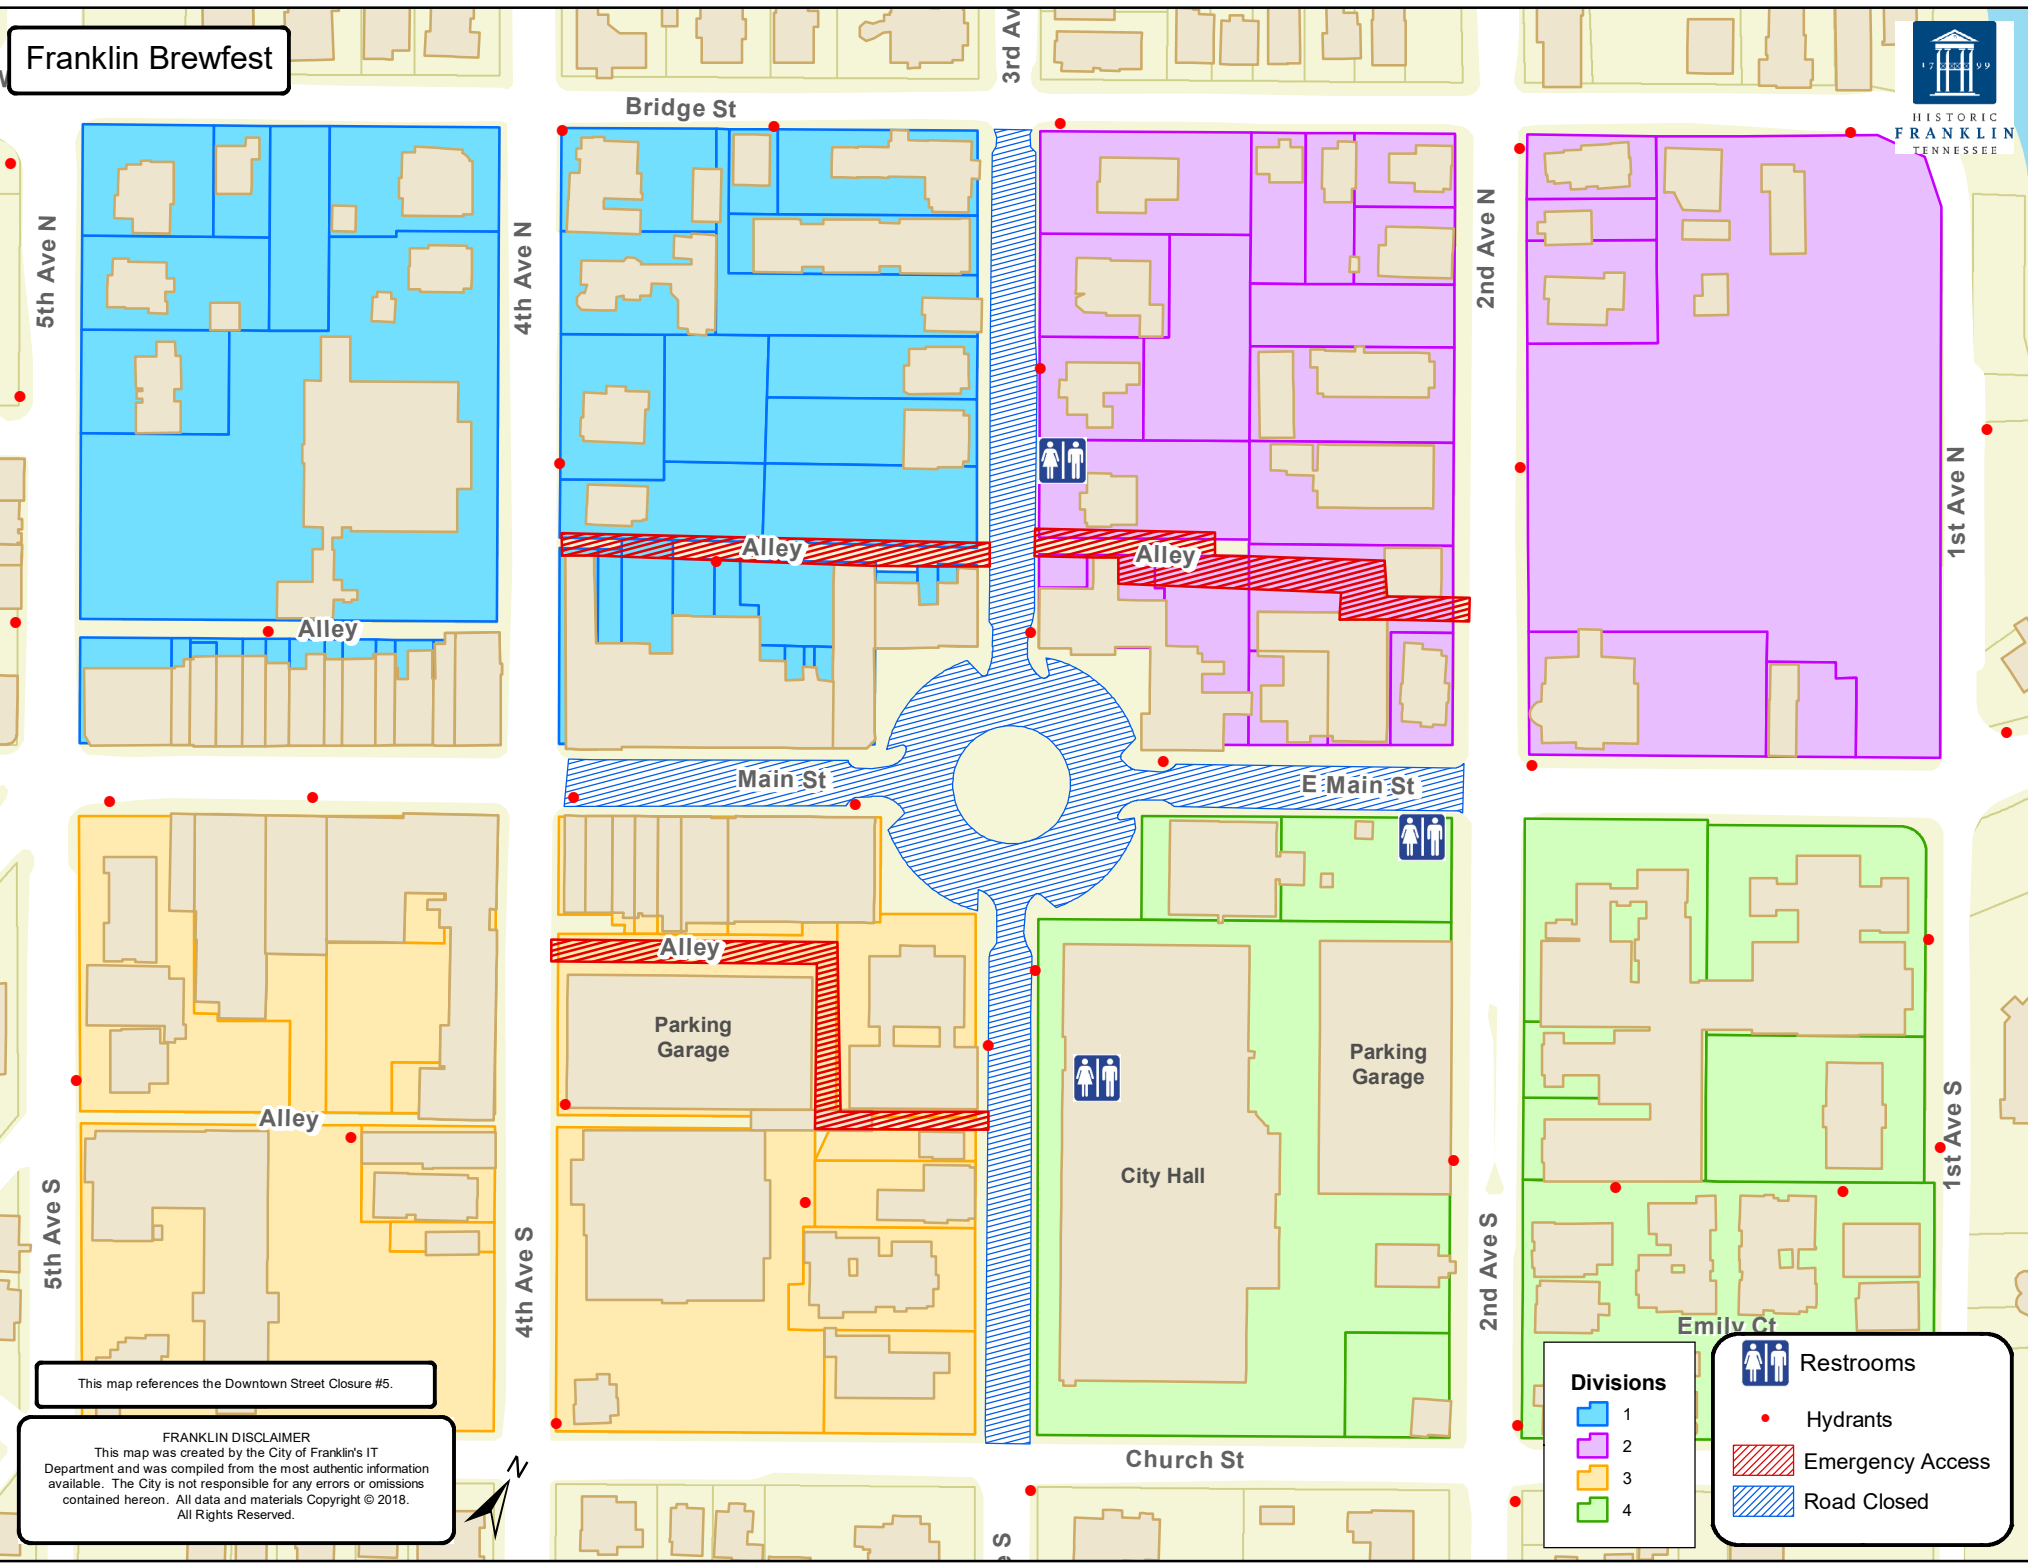 Franklin Brewfest
3rd Av
Bridge St
17 99
HISTORIC
FRANKLIN
TENNESSEE
5th Ave N
4th Ave N
2nd Ave N
1st Ave N
Alley
Alley
Alley
Main St
E Main St
Alley
Parking
Garage
Parking
Garage
City Hall
Alley
5th Ave S
4th Ave S
2nd Ave S
1st Ave S
Emily Ct
Church St
e S
This map references the Downtown Street Closure #5.
FRANKLIN DISCLAIMER
This map was created by the City of Franklin's IT
Department and was compiled from the most authentic information
available. The City is not responsible for any errors or omissions
contained hereon. All data and materials Copyright © 2018.
All Rights Reserved.
N
Divisions
1
2
3
4
Restrooms
Hydrants
Emergency Access
Road Closed